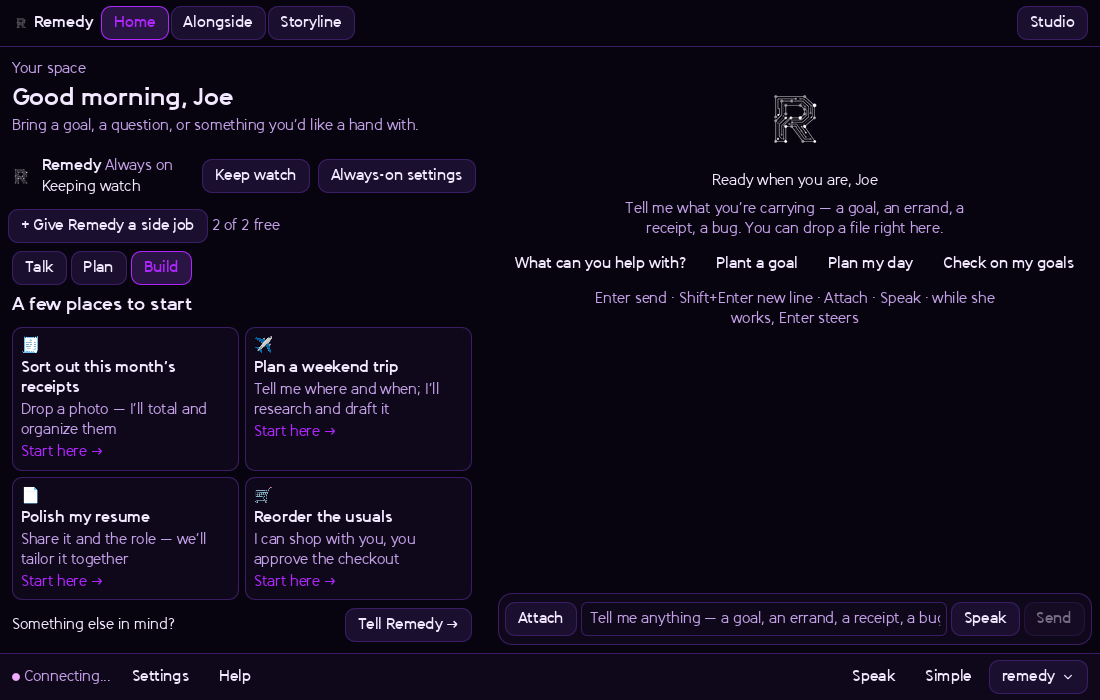 Remedy Home Alongside Storyline Studio
Your space
Good morning, Joe
Bring a goal, a question, or something you'd like a hand with.
Remedy Always on
Keeping watch
Keep watch
Always-on settings
+ Give Remedy a side job 2 of 2 free
Talk Plan Build
A few places to start
🧾
Sort out this month's
receipts
Drop a photo — I'll total and
organize them
Start here →
✈️
Plan a weekend trip
Tell me where and when; I'll
research and draft it
Start here →
📄
Polish my resume
Share it and the role — we'll
tailor it together
Start here →
🛒
Reorder the usuals
I can shop with you, you
approve the checkout
Start here →
Something else in mind?
Tell Remedy →
R
Ready when you are, Joe
Tell me what you're carrying — a goal, an errand, a
receipt, a bug. You can drop a file right here.
What can you help with? Plant a goal Plan my day Check on my goals
Enter send · Shift+Enter new line · Attach · Speak · while she
works, Enter steers
Attach
Tell me anything — a goal, an errand, a receipt, a bug
Speak
Send
Connecting... Settings Help
Speak Simple remedy